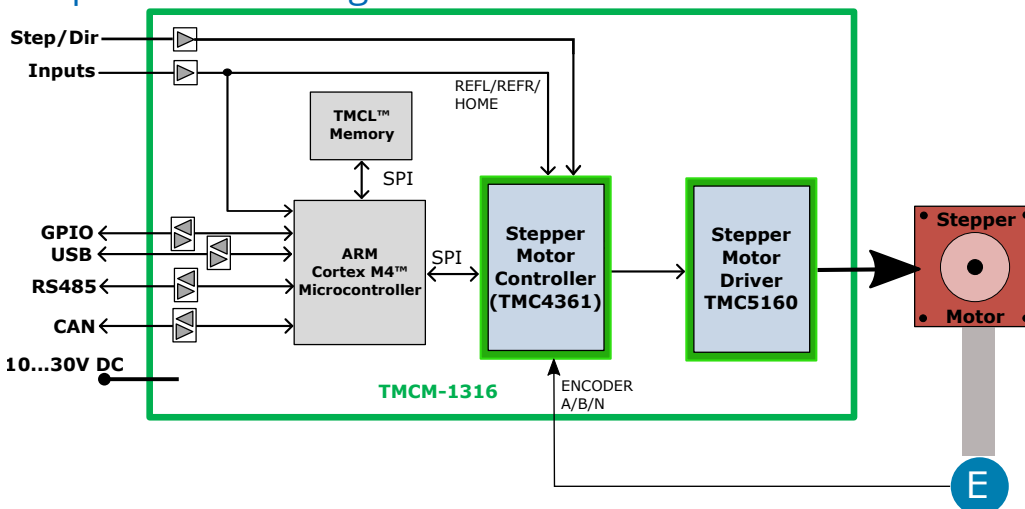 Step/Dir
Inputs
REFL/REFR/
HOME
TMCL™
Memory
SPI
GPIO
USB
RS485
CAN
10...30V DC
ARM
Cortex M4™
Microcontroller
SPI
Stepper
Motor
Controller
(TMC4361)
Stepper
Motor
Driver
TMC5160
Stepper
Motor
TMCM-1316
ENCODER
A/B/N
E